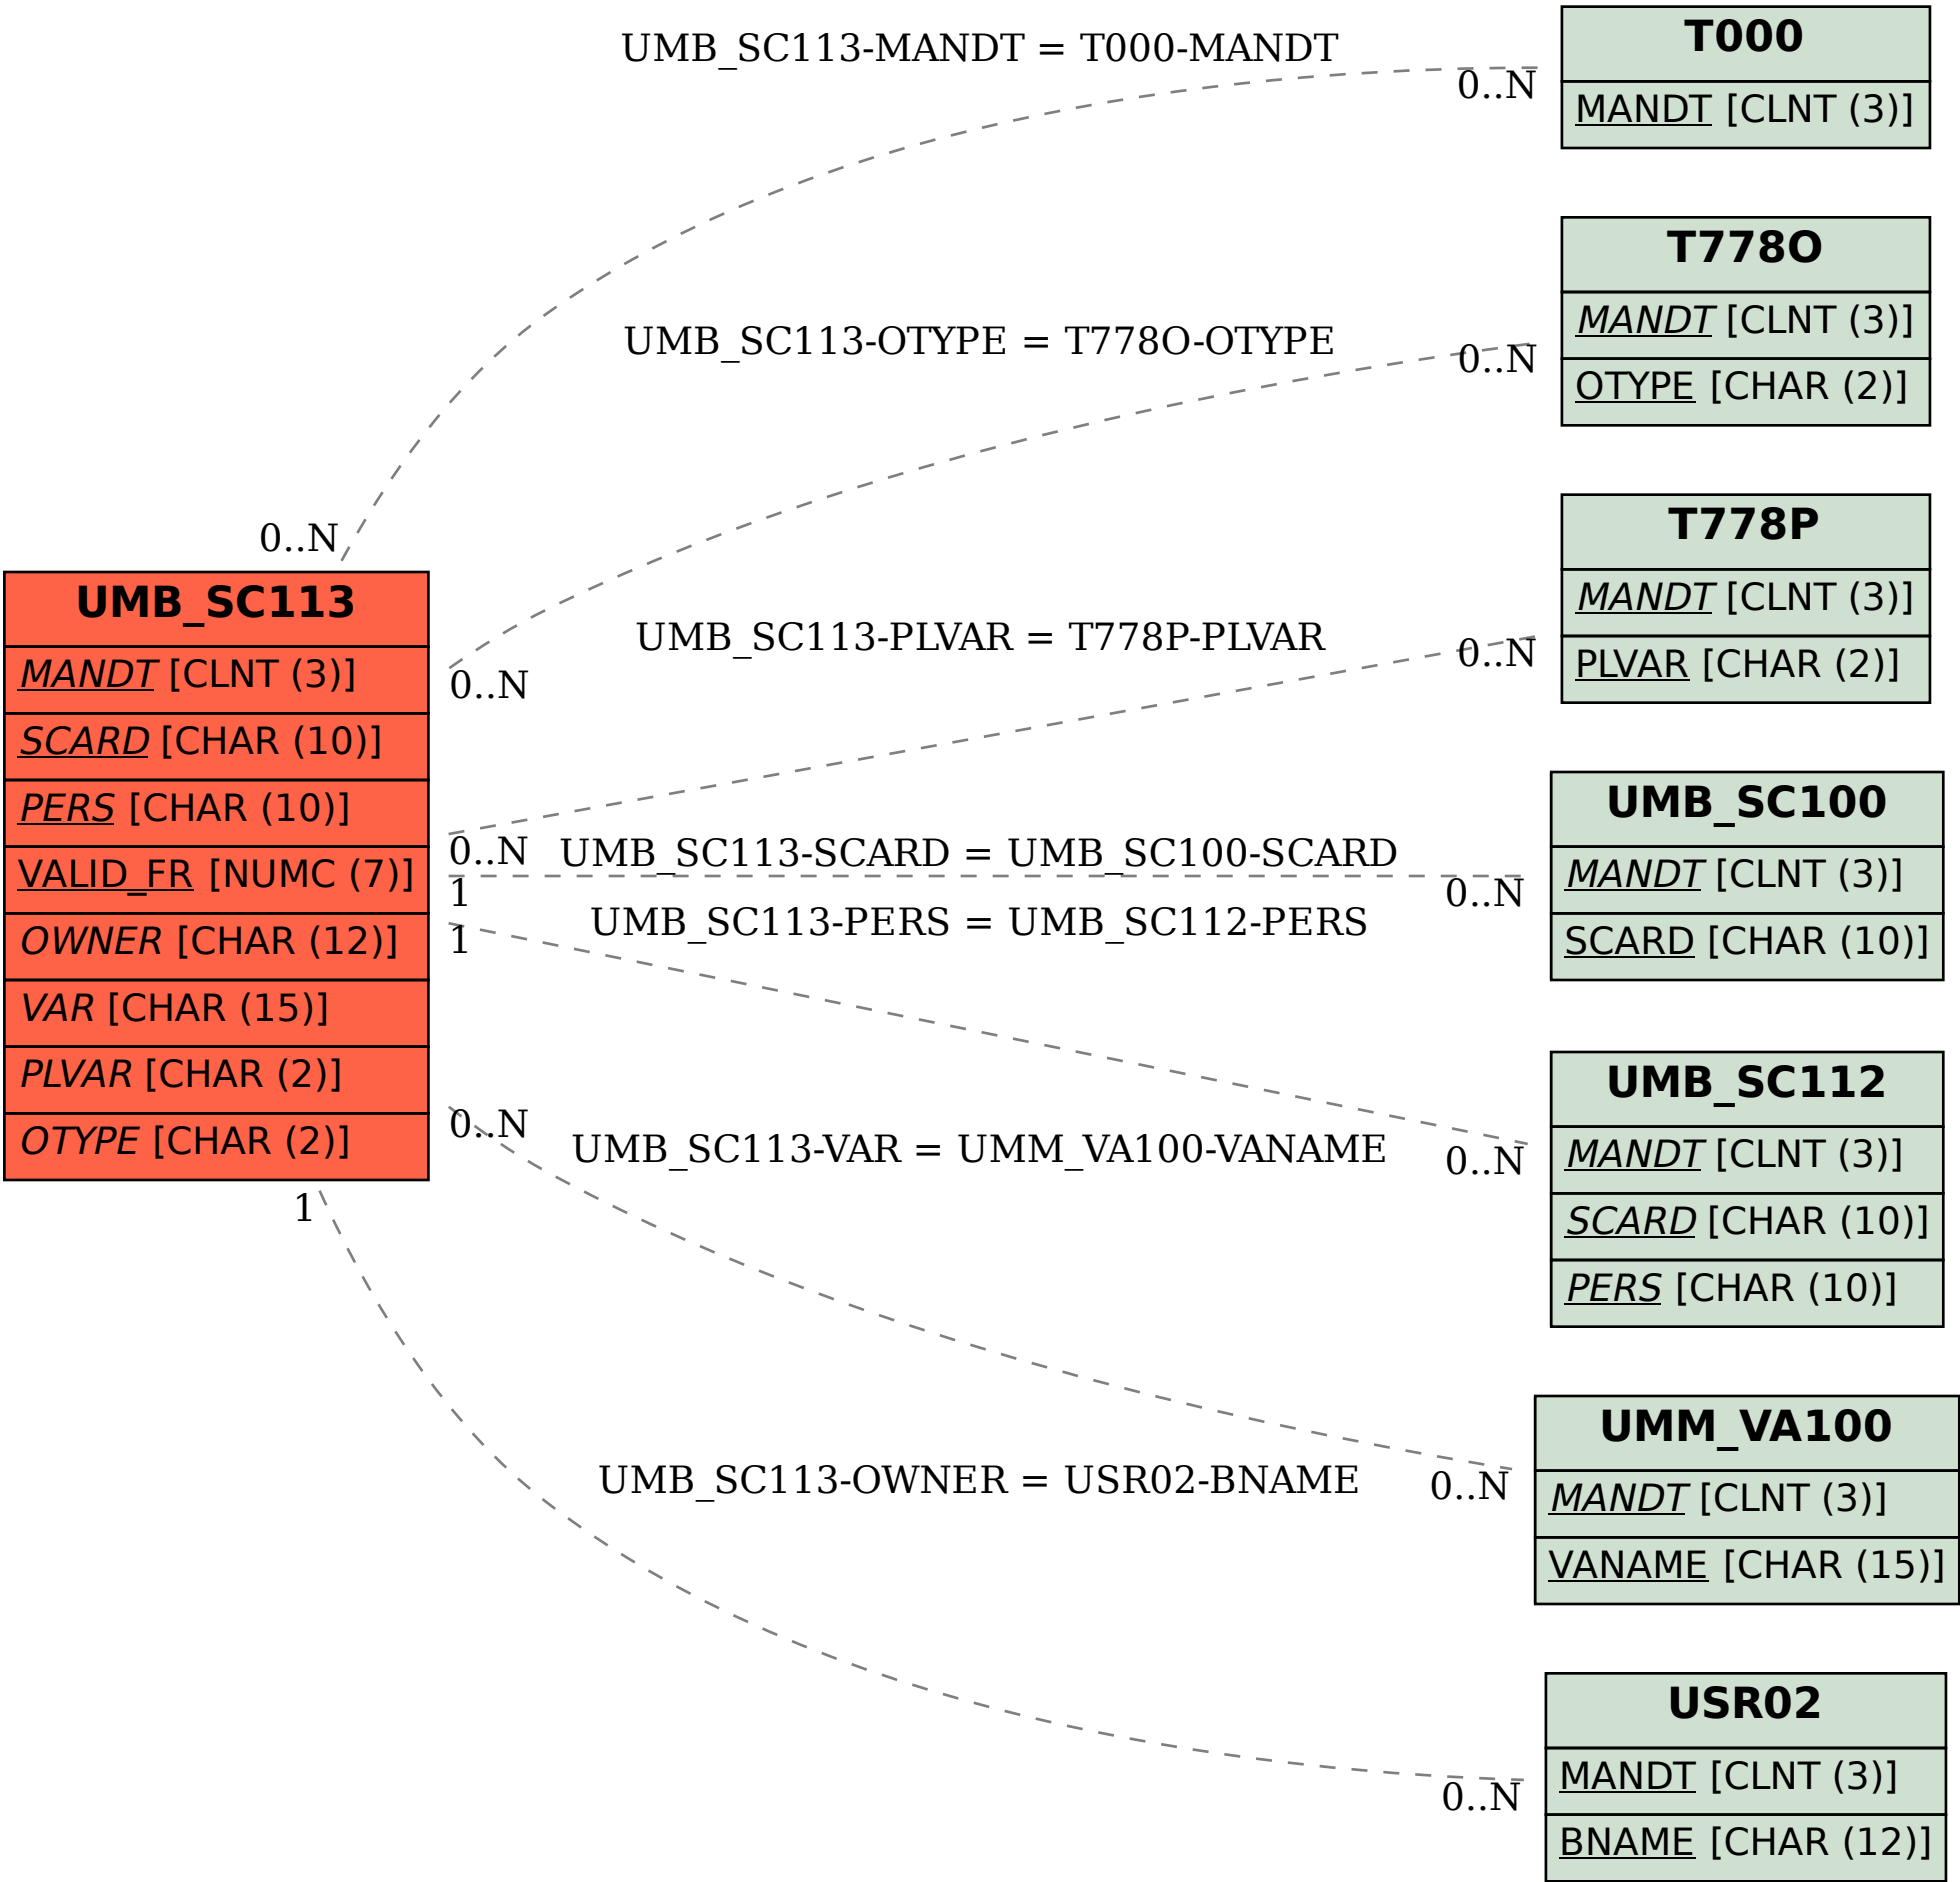 UMB_SC113-MANDT = T000-MANDT
0..N
0..N
T000
MANDT [CLNT (3)]
UMB_SC113-OTYPE = T778O-OTYPE
0..N
0..N
T778O
MANDT [CLNT (3)]
OTYPE [CHAR (2)]
UMB_SC113-PLVAR = T778P-PLVAR
0..N
0..N
T778P
MANDT [CLNT (3)]
PLVAR [CHAR (2)]
UMB_SC113
MANDT [CLNT (3)]
SCARD [CHAR (10)]
PERS [CHAR (10)]
VALID_FR [NUMC (7)]
OWNER [CHAR (12)]
VAR [CHAR (15)]
PLVAR [CHAR (2)]
OTYPE [CHAR (2)]
UMB_SC113-SCARD = UMB_SC100-SCARD
1
0..N
UMB_SC100
MANDT [CLNT (3)]
SCARD [CHAR (10)]
UMB_SC113-PERS = UMB_SC112-PERS
1
0..N
UMB_SC112
MANDT [CLNT (3)]
SCARD [CHAR (10)]
PERS [CHAR (10)]
UMB_SC113-VAR = UMM_VA100-VANAME
0..N
0..N
UMM_VA100
MANDT [CLNT (3)]
VANAME [CHAR (15)]
UMB_SC113-OWNER = USR02-BNAME
1
0..N
USR02
MANDT [CLNT (3)]
BNAME [CHAR (12)]